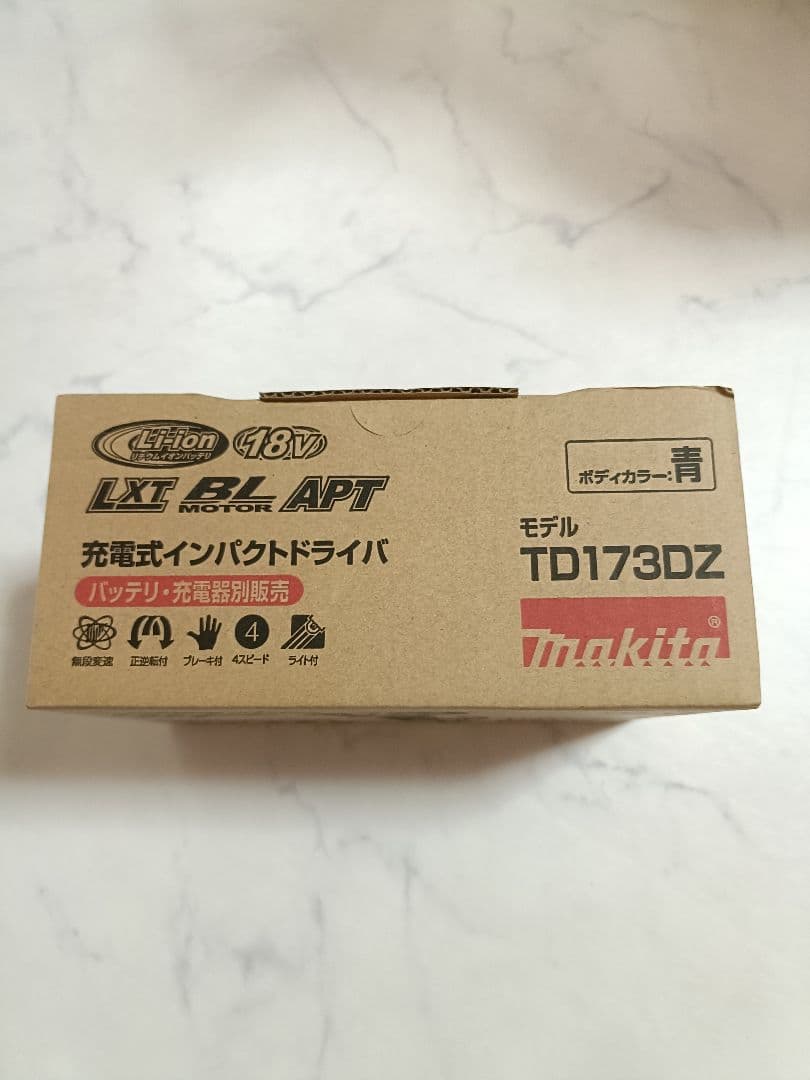 Li-ion
リチウムイオンバッテリ
18V
LXT BL MOTOR APT
充電式インパクトドライバ
バッテリ・充電器別販売
無段変速 正逆転付 ブレーキ付 4スピード ライト付
4
ボディカラー:青
モデル
TD173DZ
makita®